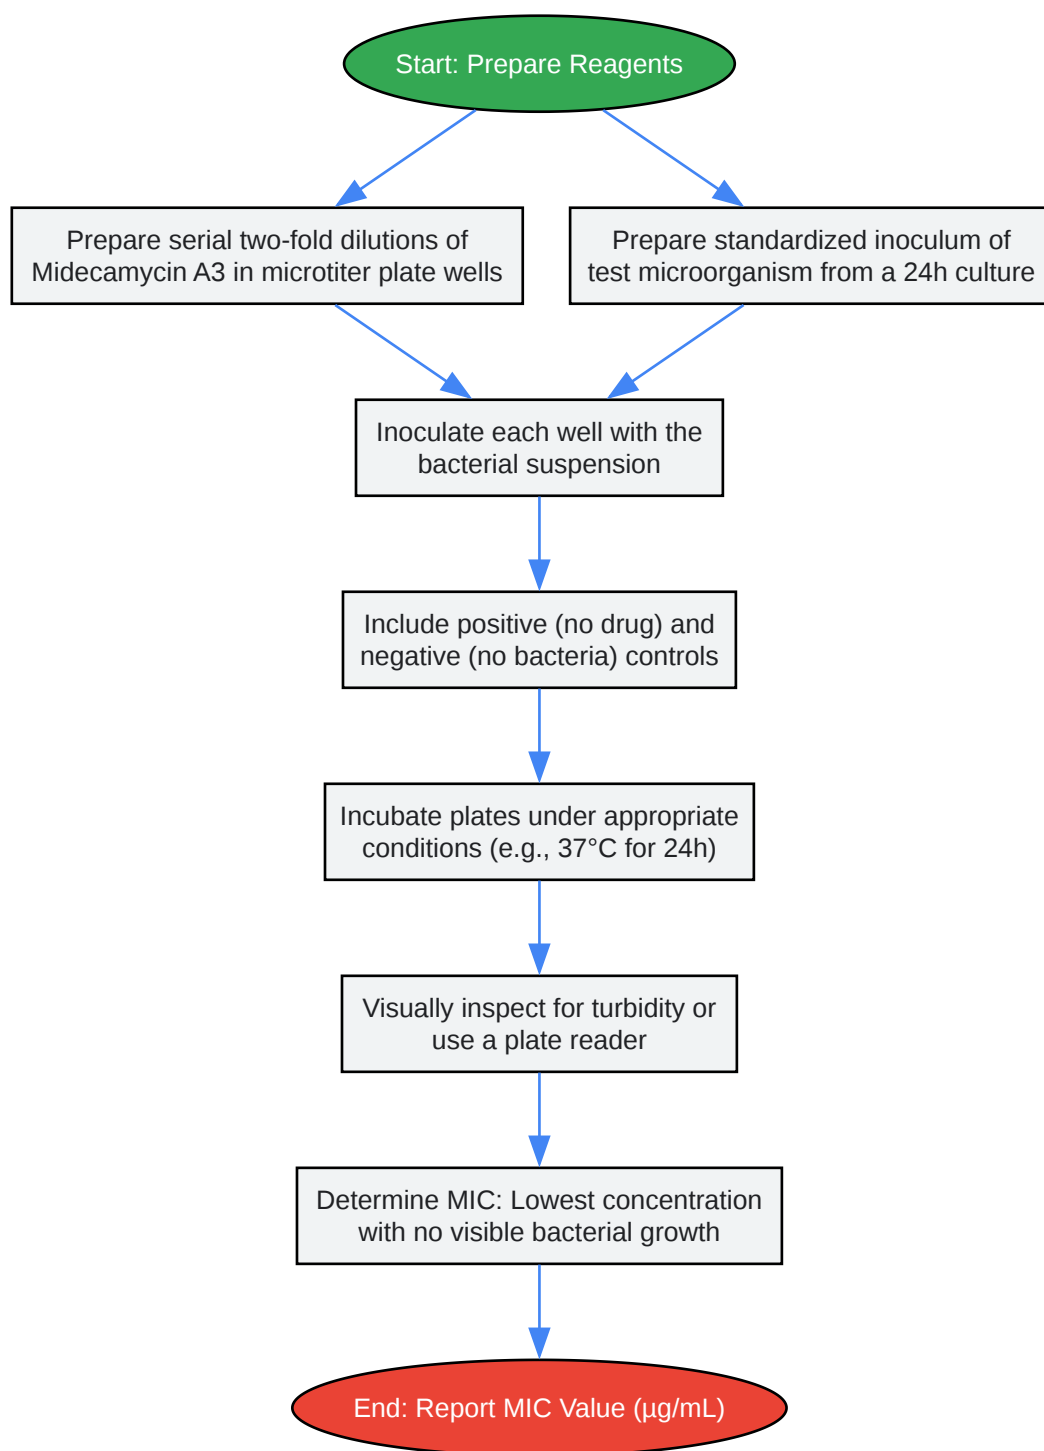 Start: Prepare Reagents
Prepare serial two-fold dilutions of
Midecamycin A3 in microtiter plate wells
Prepare standardized inoculum of
test microorganism from a 24h culture
Inoculate each well with the
bacterial suspension
Include positive (no drug) and
negative (no bacteria) controls
Incubate plates under appropriate
conditions (e.g., 37°C for 24h)
Visually inspect for turbidity or
use a plate reader
Determine MIC: Lowest concentration
with no visible bacterial growth
End: Report MIC Value (µg/mL)